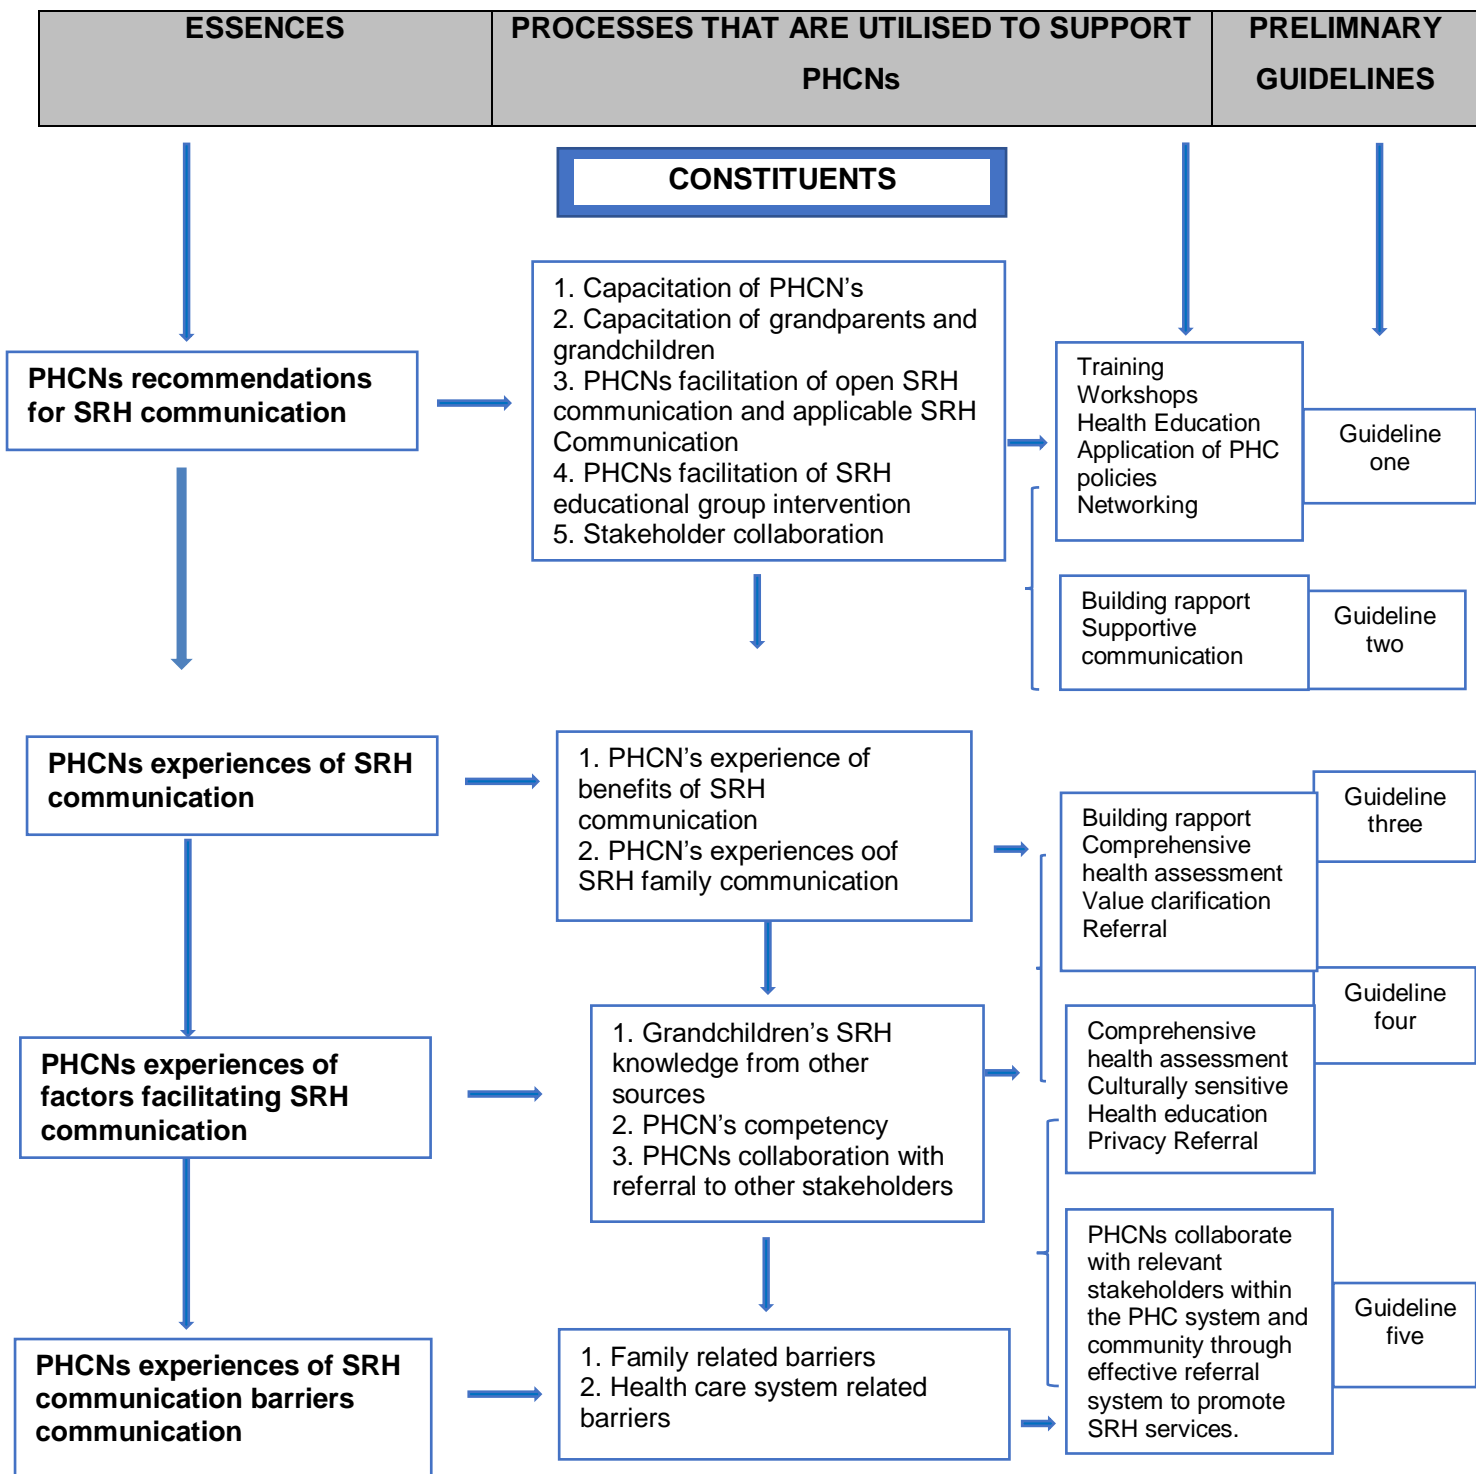 ESSENCES
PROCESSES THAT ARE UTILISED TO SUPPORT
PHCNs
PRELIMNARY
GUIDELINES
CONSTITUENTS
PHCNs recommendations
for SRH communication
1. Capacitation of PHCN’s
2. Capacitation of grandparents and
grandchildren
3. PHCNs facilitation of open SRH
communication and applicable SRH
Communication
4. PHCNs facilitation of SRH
educational group intervention
5. Stakeholder collaboration
Training
Workshops
Health Education
Application of PHC
policies
Networking
Guideline
one
Building rapport
Supportive
communication
Guideline
two
PHCNs experiences of SRH
communication
1. PHCN’s experience of
benefits of SRH
communication
2. PHCN’s experiences oof
SRH family communication
Building rapport
Comprehensive
health assessment
Value clarification
Referral
Guideline
three
PHCNs experiences of
factors facilitating SRH
communication
1. Grandchildren’s SRH
knowledge from other
sources
2. PHCN’s competency
3. PHCNs collaboration with
referral to other stakeholders
Comprehensive
health assessment
Culturally sensitive
Health education
Privacy Referral
Guideline
four
PHCNs experiences of SRH
communication barriers
communication
1. Family related barriers
2. Health care system related
barriers
PHCNs collaborate
with relevant
stakeholders within
the PHC system and
community through
effective referral
system to promote
SRH services.
Guideline
five